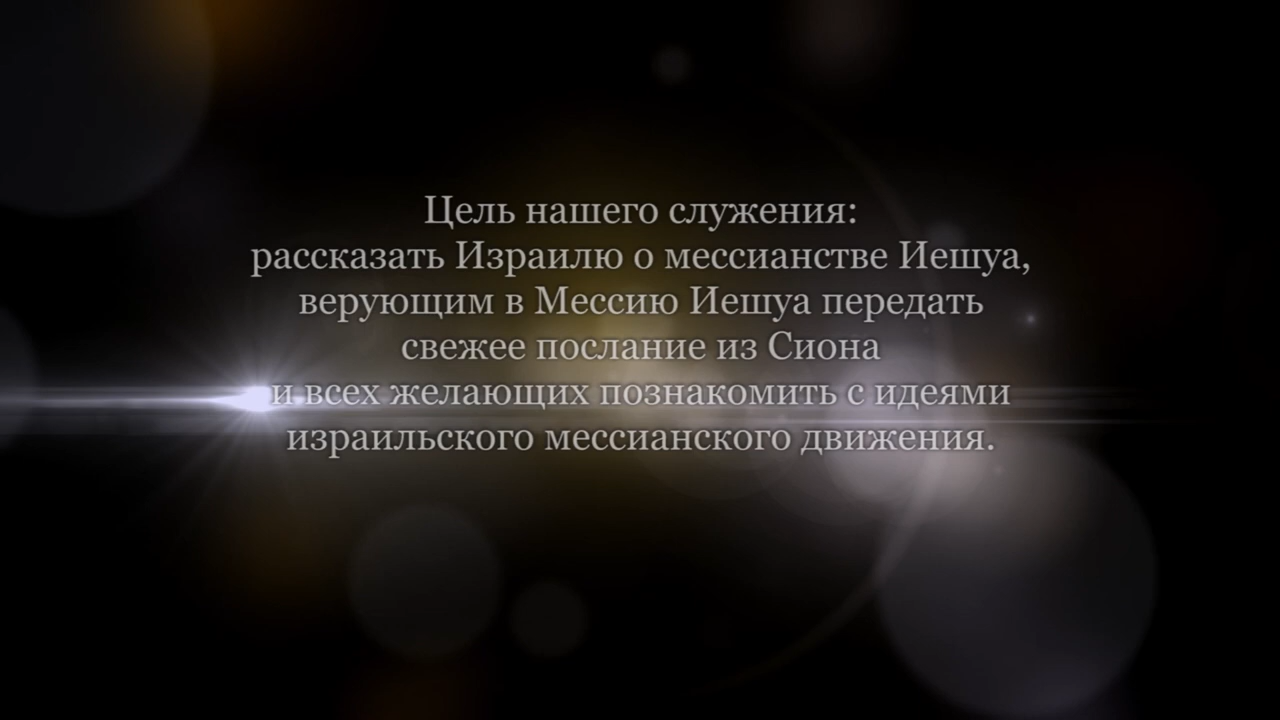 Цель нашего служения:
рассказать Израилю о мессианстве Иешуа,
верующим в Мессию Иешуа передать
свежее послание из Сиона
и всех желающих познакомить с идеями
израильского мессианского движения.